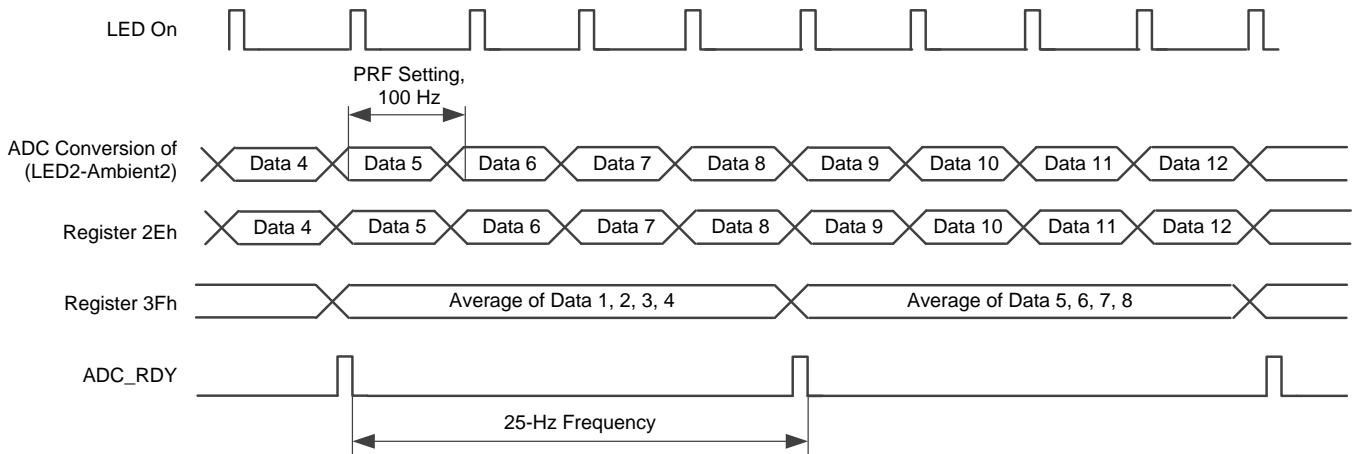 LED On
PRF Setting,
100 Hz
ADC Conversion of
(LED2-Ambient2)
Data 4 Data 5 Data 6 Data 7 Data 8 Data 9 Data 10 Data 11 Data 12
Register 2Eh
Data 4 Data 5 Data 6 Data 7 Data 8 Data 9 Data 10 Data 11 Data 12
Register 3Fh
Average of Data 1, 2, 3, 4
Average of Data 5, 6, 7, 8
ADC_RDY
25-Hz Frequency